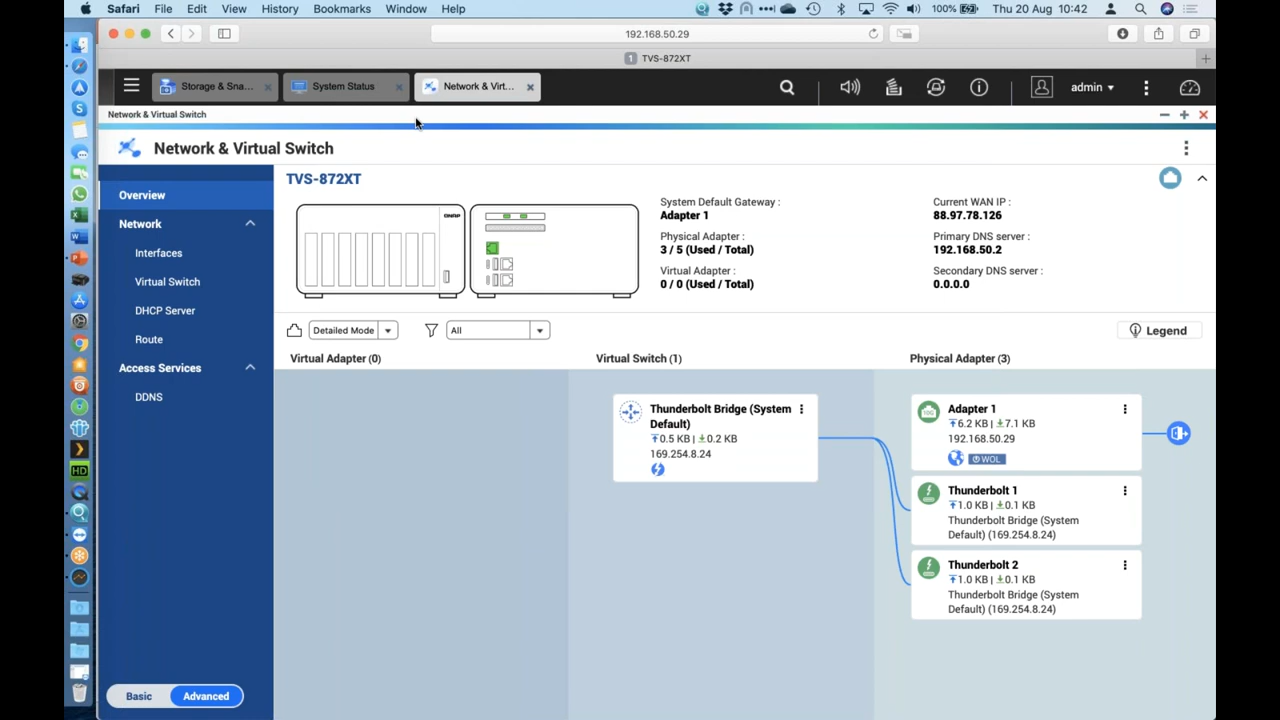 Safari File Edit View History Bookmarks Window Help 100% Thu 20 Aug 10:42
192.168.50.29
1 TVS-872XT
Storage & Sna... System Status Network & Virt... admin
Network & Virtual Switch
Network & Virtual Switch
Overview
Network
Interfaces
Virtual Switch
DHCP Server
Route
Access Services
DDNS
Basic Advanced
TVS-872XT
QNAP
System Default Gateway :
Adapter 1
Physical Adapter :
3 / 5 (Used / Total)
Virtual Adapter :
0 / 0 (Used / Total)
Current WAN IP :
88.97.78.126
Primary DNS server :
192.168.50.2
Secondary DNS server :
0.0.0.0
Detailed Mode All Legend
Virtual Adapter (0) Virtual Switch (1) Physical Adapter (3)
Thunderbolt Bridge (System
Default)
0.5 KB | 0.2 KB
169.254.8.24
10G
Adapter 1
6.2 KB | 7.1 KB
192.168.50.29
WOL
Thunderbolt 1
1.0 KB | 0.1 KB
Thunderbolt Bridge (System
Default) (169.254.8.24)
Thunderbolt 2
1.0 KB | 0.1 KB
Thunderbolt Bridge (System
Default) (169.254.8.24)
HD